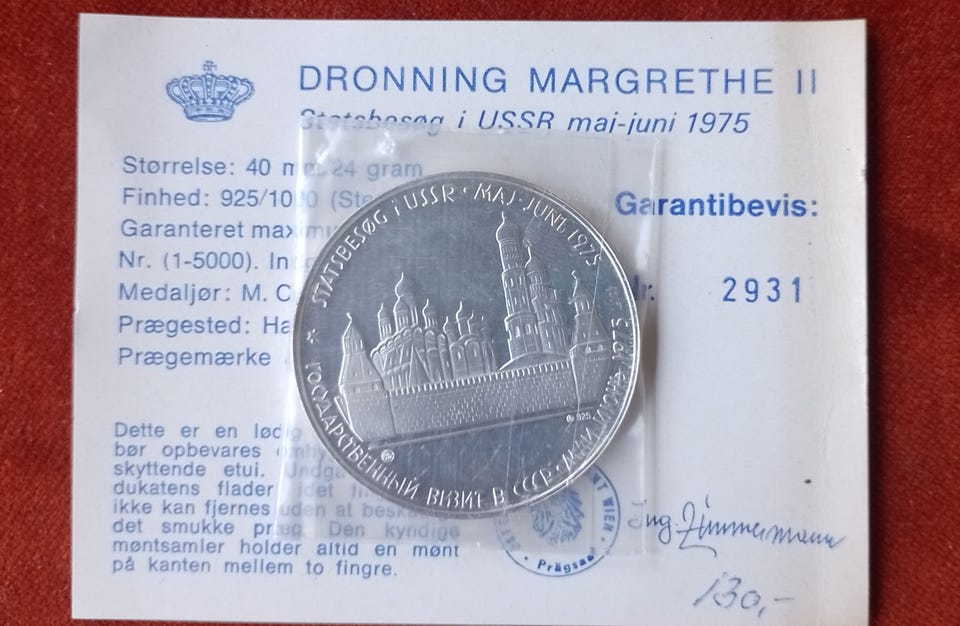 DRONNING MARGRETHE II
Statsbesøg i USSR maj-juni 1975
Størrelse: 40 mm 24 gram
Finhed: 925/1000
Garanteret
Nr. (1-5000).
Medaljør: M.
Prægested:
Prægemærke
Garantibevis:
2931
STATSBESØG i USSR · MAJ-JUNI 1975
ГОСУДАРСТВЕННЫЙ ВИЗИТ В СССР · МАЙ-ИЮНЬ 1975
925
Dette er en
bør opbevares
skyttende etui. Undgå
dukatens flader idet
ikke kan fjernes uden at
det smukke præg. Den kyndige
møntsamler holder altid en mønt
på kanten mellem to fingre.
WIEN
Ing. Zimmermann
130,-